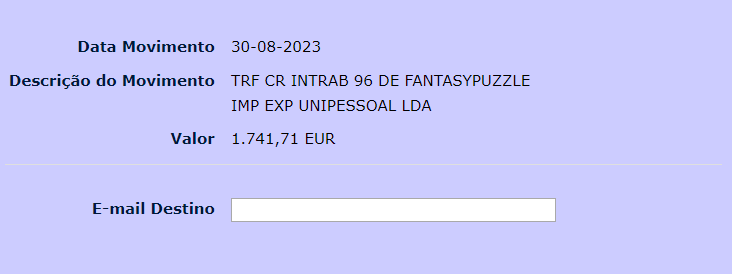 Data Movimento 30-08-2023
Descrição do Movimento TRF CR INTRAB 96 DE FANTASYPUZZLE
IMP EXP UNIPESSOAL LDA
Valor 1.741,71 EUR
E-mail Destino